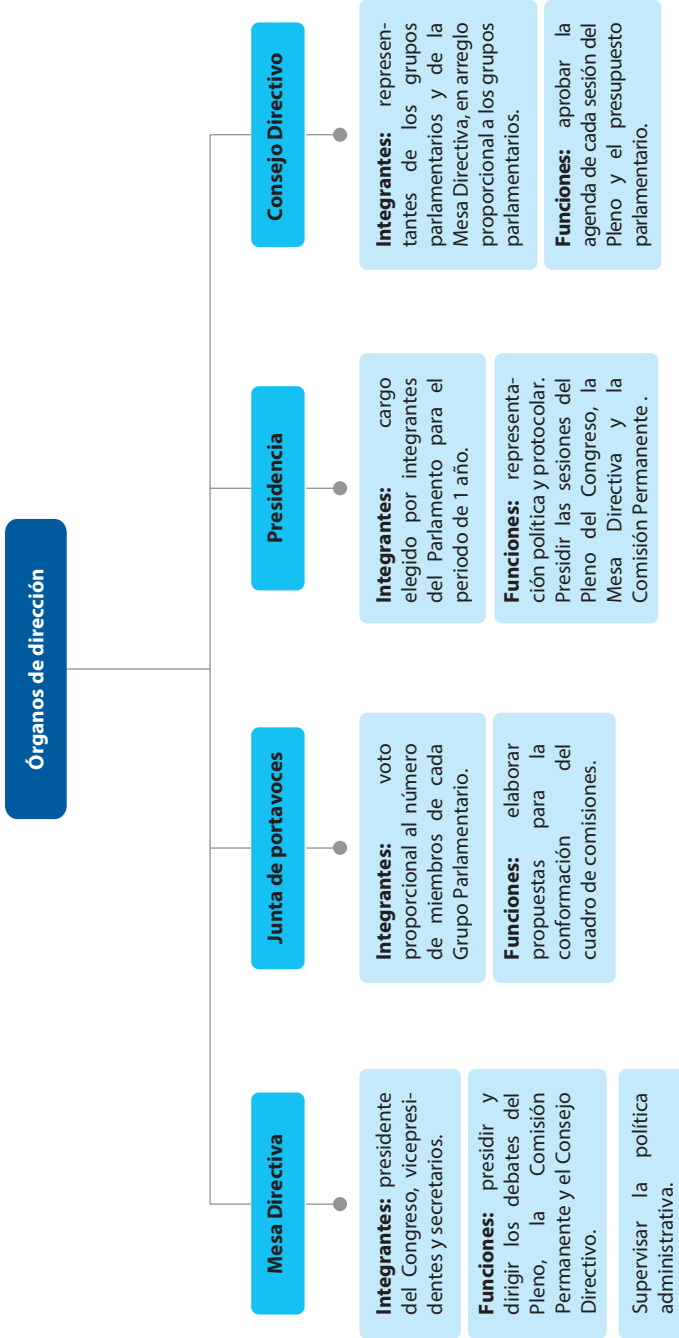 Órganos de dirección
Mesa Directiva
Integrantes: presidente
del Congreso, vicepresi-
dentes y secretarios.
Funciones: presidir y
dirigir los debates del
Pleno, la Comisión
Permanente y el Consejo
Directivo.
Supervisar la política
administrativa.
Junta de portavoces
Integrantes: voto
proporcional al número
de miembros de cada
Grupo Parlamentario.
Funciones: elaborar
propuestas para la
conformación del
cuadro de comisiones.
Presidencia
Integrantes: cargo
elegido por integrantes
del Parlamento para el
periodo de 1 año.
Funciones: representa-
ción política y protocolar.
Presidir las sesiones del
Pleno del Congreso, la
Mesa Directiva y la
Comisión Permanente .
Consejo Directivo
Integrantes: represen-
tantes de los grupos
parlamentarios y de la
Mesa Directiva, en arreglo
proporcional a los grupos
parlamentarios.
Funciones: aprobar la
agenda de cada sesión del
Pleno y el presupuesto
parlamentario.